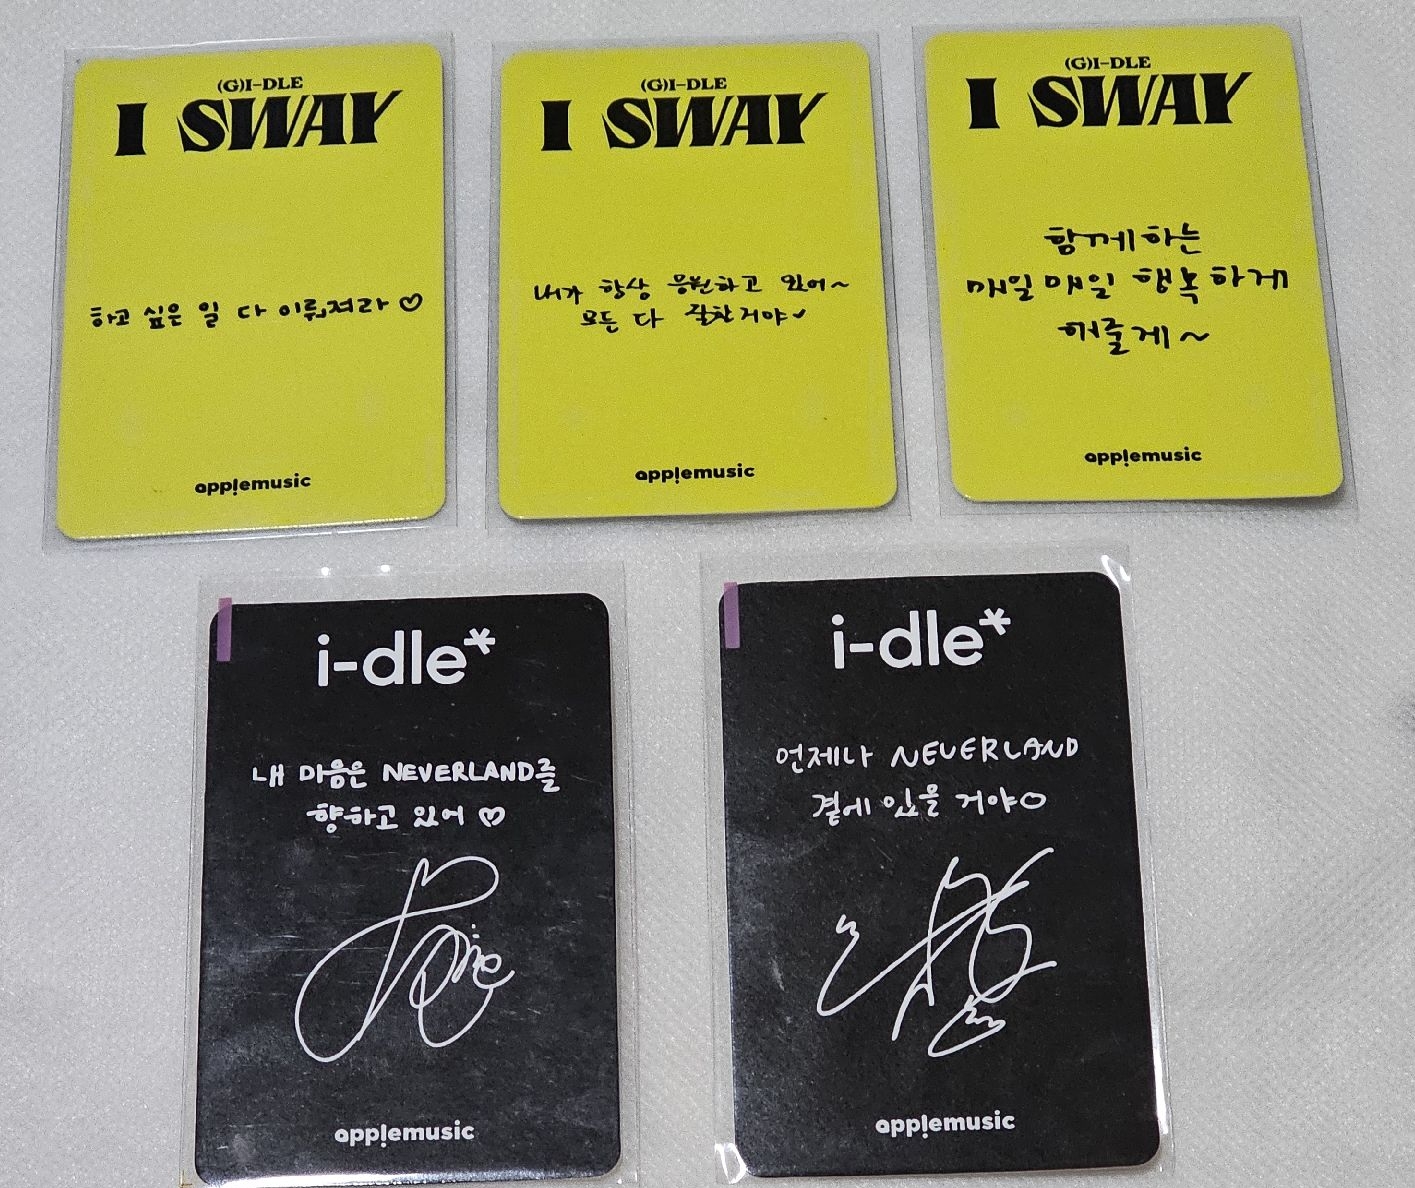 (G)I-DLE
I SWAY
하고 싶은 일 다 이뤄져라♡
applemusic
(G)I-DLE
I SWAY
내가 항상 응원하고 있어~
모든 다 잘할거야✓
applemusic
(G)I-DLE
I SWAY
함께하는
매일매일 행복하게
해줄게~
applemusic
i-dle*
내 마음은 NEVERLAND를
향하고 있어♡
applemusic
i-dle*
언제나 NEVERLAND
곁에 있을 거야♡
applemusic